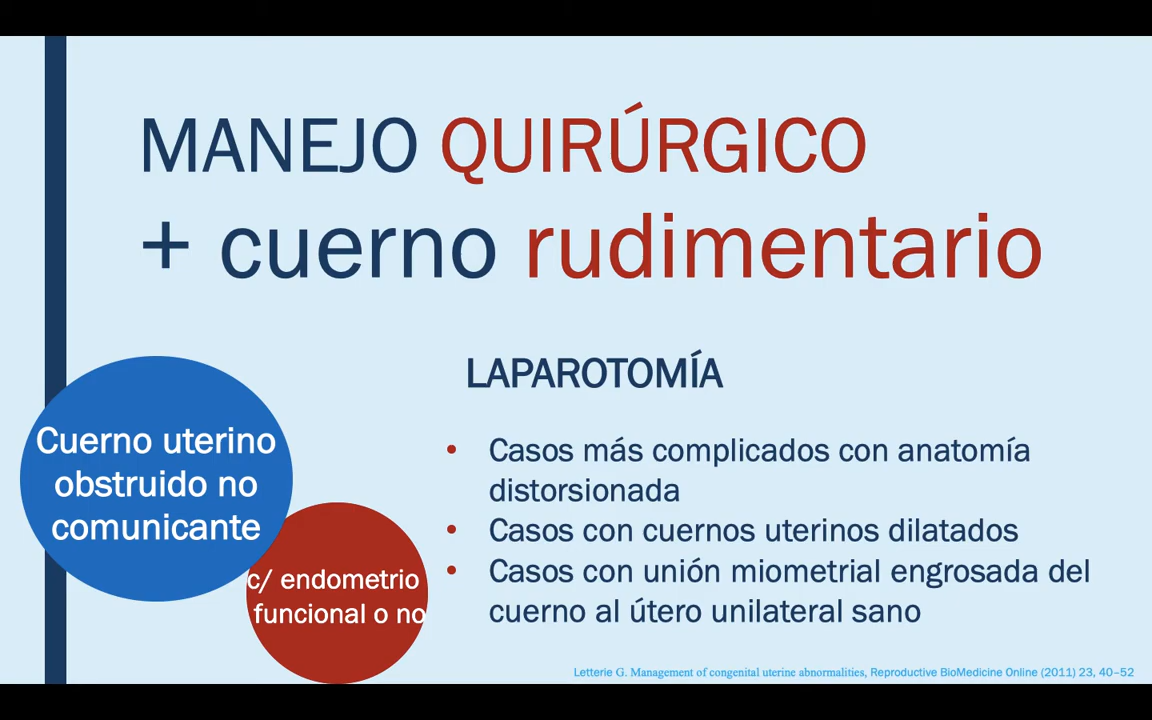 MANEJO QUIRÚRGICO
+ cuerno rudimentario
LAPAROTOMÍA
Cuerno uterino
obstruido no
comunicante
c/ endometrio
funcional o no
• Casos más complicados con anatomía
distorsionada
• Casos con cuernos uterinos dilatados
• Casos con unión miometrial engrosada del
cuerno al útero unilateral sano
Letterie G. Management of congenital uterine abnormalities, Reproductive BioMedicine Online (2011) 23, 40–52